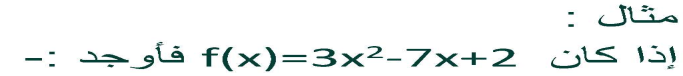 مثال :
إذا كان f(x)=3x²-7x+2 فأوجد :-